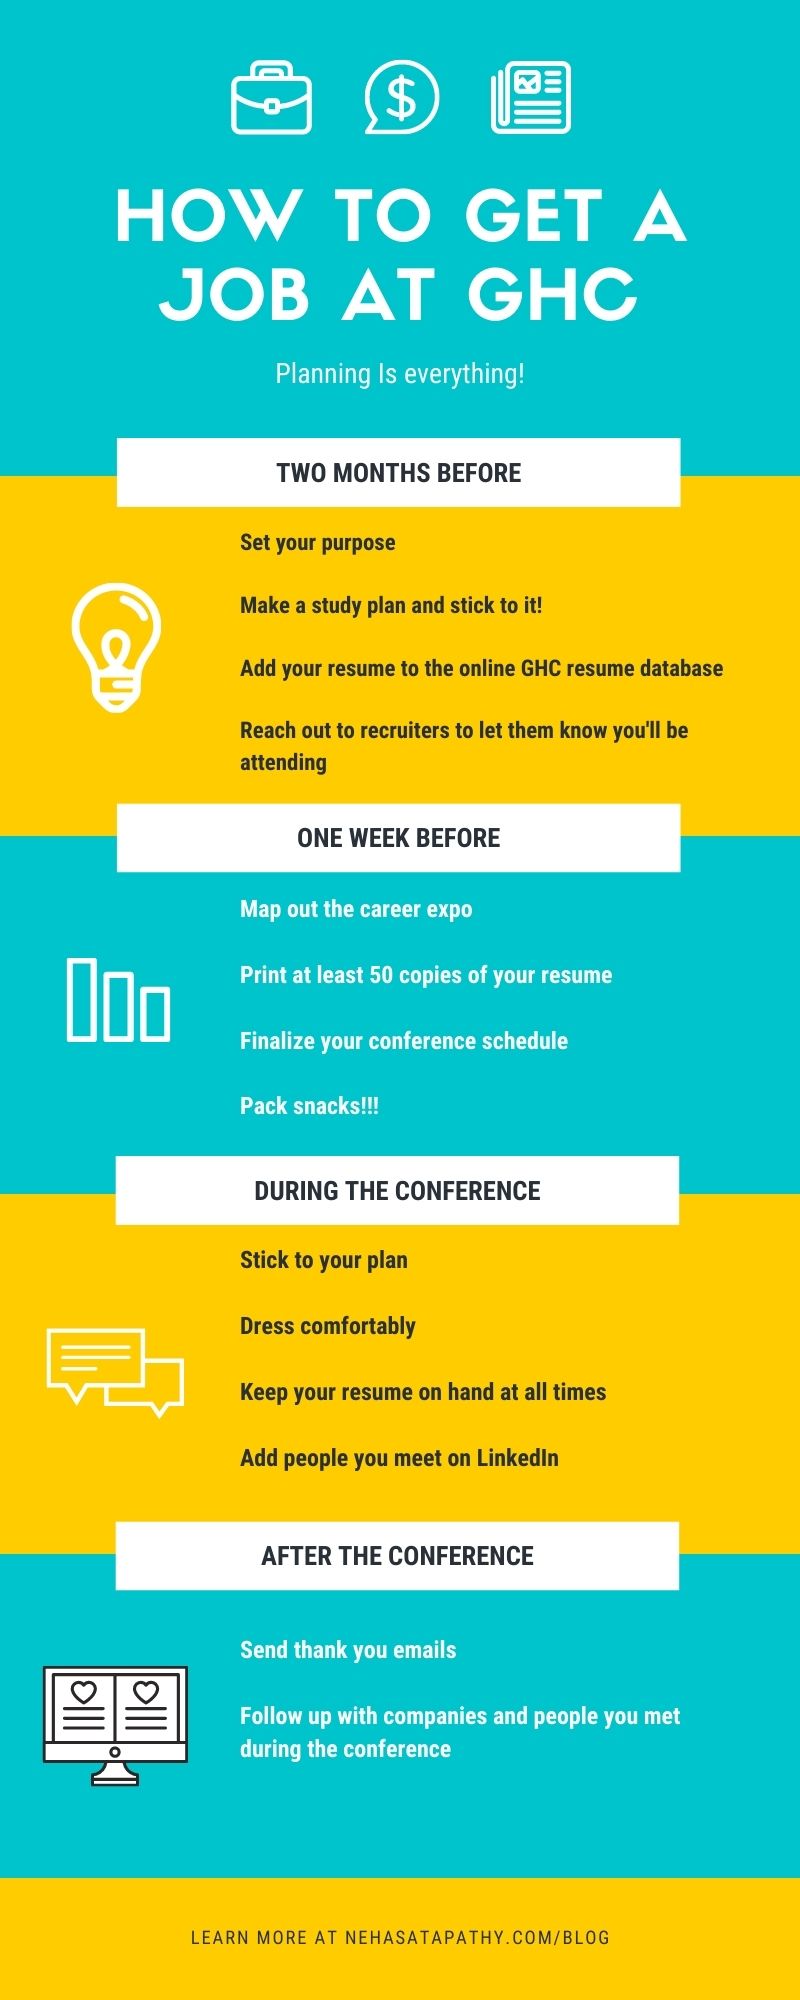 HOW TO GET A
JOB AT GHC
Planning Is everything!
TWO MONTHS BEFORE
Set your purpose
Make a study plan and stick to it!
Add your resume to the online GHC resume database
Reach out to recruiters to let them know you'll be
attending
ONE WEEK BEFORE
Map out the career expo
Print at least 50 copies of your resume
Finalize your conference schedule
Pack snacks!!!
DURING THE CONFERENCE
Stick to your plan
Dress comfortably
Keep your resume on hand at all times
Add people you meet on LinkedIn
AFTER THE CONFERENCE
Send thank you emails
Follow up with companies and people you met
during the conference
LEARN MORE AT NEHASATAPATHY.COM/BLOG